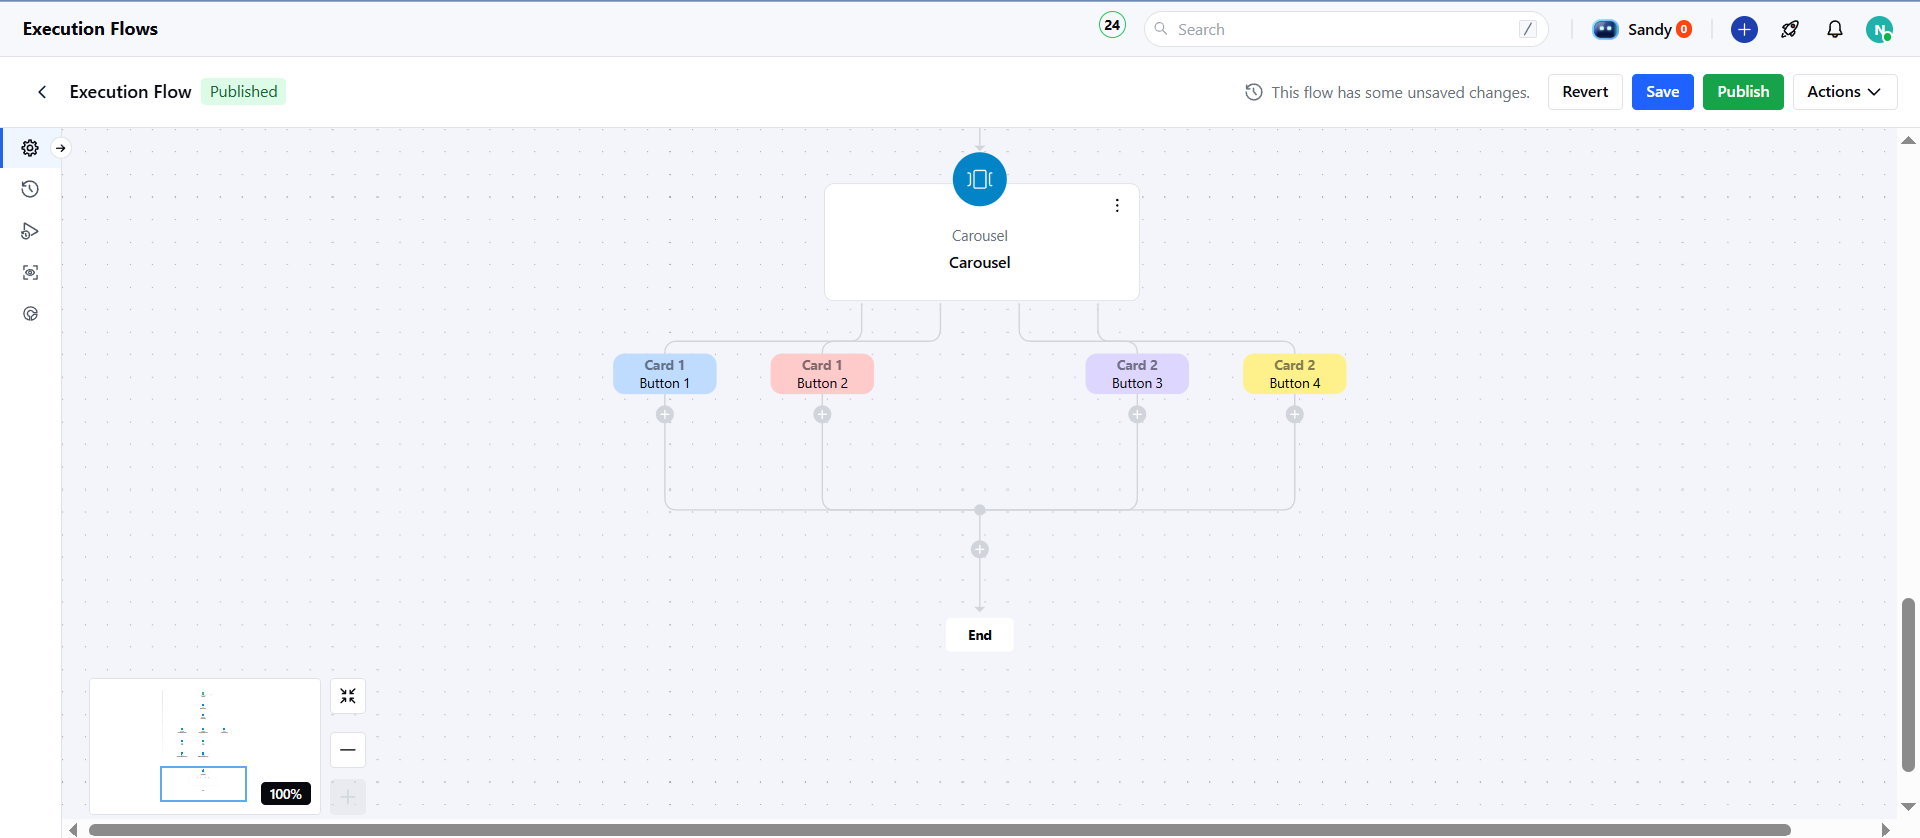 Execution Flows
24
Search
/
Sandy 0
N
Execution Flow
Published
This flow has some unsaved changes.
Revert
Save
Publish
Actions
Carousel
Carousel
Card 1
Button 1
Card 1
Button 2
Card 2
Button 3
Card 2
Button 4
End
100%